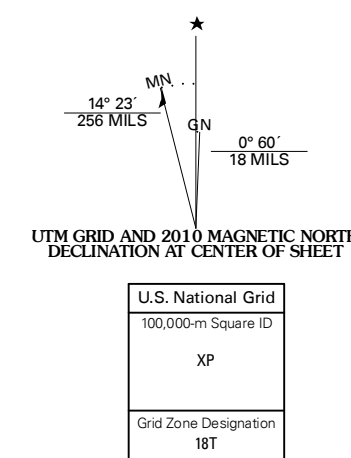 MN
14° 23´
256 MILS
GN
0° 60´
18 MILS
UTM GRID AND 2010 MAGNETIC NORTH
DECLINATION AT CENTER OF SHEET
U.S. National Grid
100,000-m Square ID
XP
Grid Zone Designation
18T